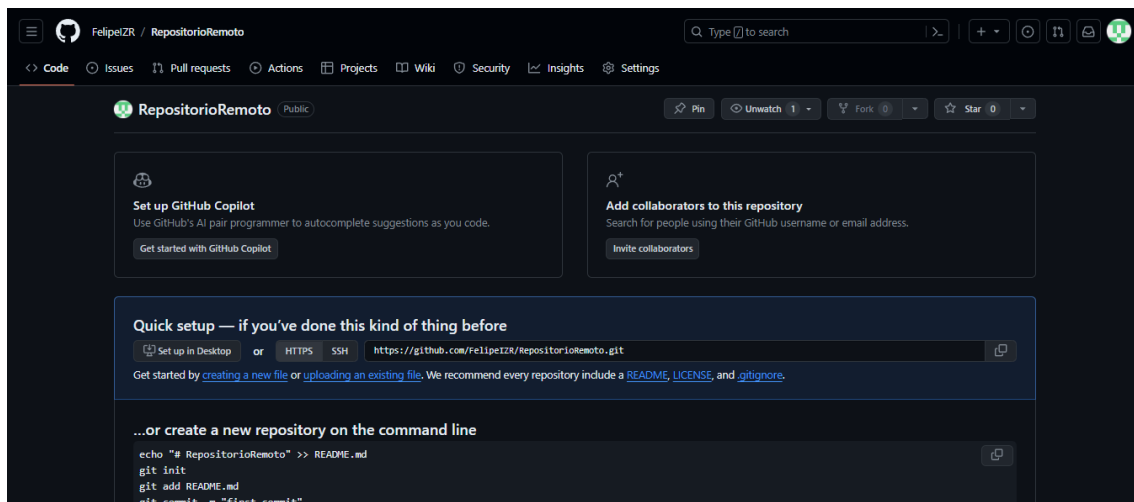 FelipeIZR / RepositorioRemoto
Type / to search
Code Issues Pull requests Actions Projects Wiki Security Insights Settings
RepositorioRemoto Public
Pin Unwatch 1 Fork 0 Star 0
Set up GitHub Copilot
Use GitHub's AI pair programmer to autocomplete suggestions as you code.
Get started with GitHub Copilot
Add collaborators to this repository
Search for people using their GitHub username or email address.
Invite collaborators
Quick setup — if you've done this kind of thing before
Set up in Desktop or HTTPS SSH https://github.com/FelipeIZR/RepositorioRemoto.git
Get started by creating a new file or uploading an existing file. We recommend every repository include a README, LICENSE, and .gitignore.
...or create a new repository on the command line
echo "# RepositorioRemoto" >> README.md
git init
git add README.md
git commit -m "first commit"